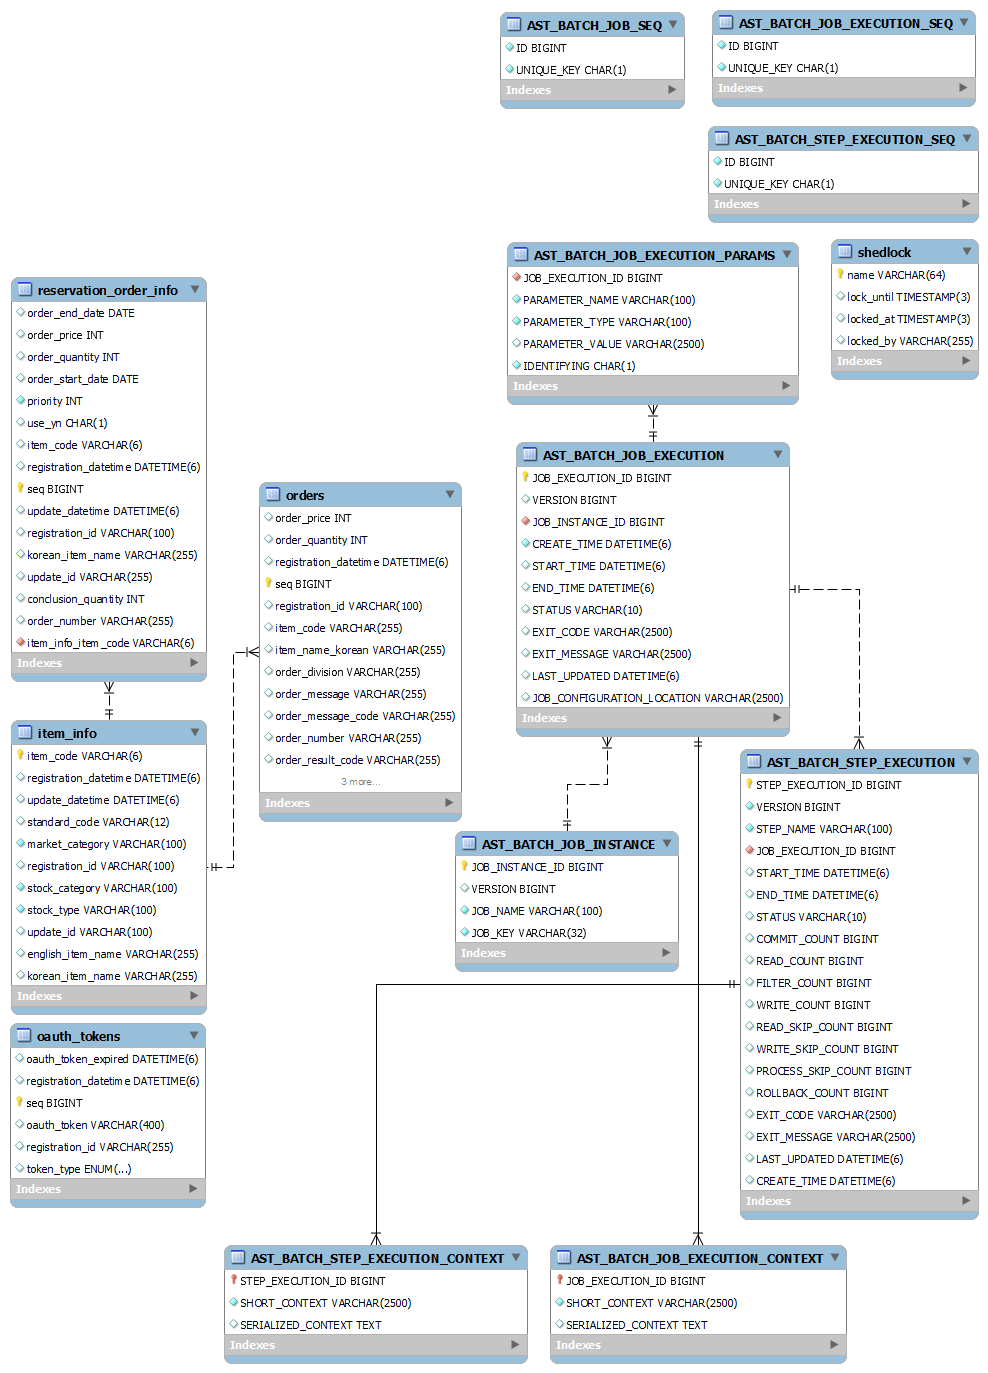 AST_BATCH_JOB_SEQ
ID BIGINT
UNIQUE_KEY CHAR(1)
Indexes
AST_BATCH_JOB_EXECUTION_SEQ
ID BIGINT
UNIQUE_KEY CHAR(1)
Indexes
AST_BATCH_STEP_EXECUTION_SEQ
ID BIGINT
UNIQUE_KEY CHAR(1)
Indexes
AST_BATCH_JOB_EXECUTION_PARAMS
JOB_EXECUTION_ID BIGINT
PARAMETER_NAME VARCHAR(100)
PARAMETER_TYPE VARCHAR(100)
PARAMETER_VALUE VARCHAR(2500)
IDENTIFYING CHAR(1)
Indexes
shedlock
name VARCHAR(64)
lock_until TIMESTAMP(3)
locked_at TIMESTAMP(3)
locked_by VARCHAR(255)
Indexes
reservation_order_info
order_end_date DATE
order_price INT
order_quantity INT
order_start_date DATE
priority INT
use_yn CHAR(1)
item_code VARCHAR(6)
registration_datetime DATETIME(6)
seq BIGINT
update_datetime DATETIME(6)
registration_id VARCHAR(100)
korean_item_name VARCHAR(255)
update_id VARCHAR(255)
conclusion_quantity INT
order_number VARCHAR(255)
item_info_item_code VARCHAR(6)
Indexes
orders
order_price INT
order_quantity INT
registration_datetime DATETIME(6)
seq BIGINT
registration_id VARCHAR(100)
item_code VARCHAR(255)
item_name_korean VARCHAR(255)
order_division VARCHAR(255)
order_message VARCHAR(255)
order_message_code VARCHAR(255)
order_number VARCHAR(255)
order_result_code VARCHAR(255)
3 more...
Indexes
AST_BATCH_JOB_EXECUTION
JOB_EXECUTION_ID BIGINT
VERSION BIGINT
JOB_INSTANCE_ID BIGINT
CREATE_TIME DATETIME(6)
START_TIME DATETIME(6)
END_TIME DATETIME(6)
STATUS VARCHAR(10)
EXIT_CODE VARCHAR(2500)
EXIT_MESSAGE VARCHAR(2500)
LAST_UPDATED DATETIME(6)
JOB_CONFIGURATION_LOCATION VARCHAR(2500)
Indexes
item_info
item_code VARCHAR(6)
registration_datetime DATETIME(6)
update_datetime DATETIME(6)
standard_code VARCHAR(12)
market_category VARCHAR(100)
registration_id VARCHAR(100)
stock_category VARCHAR(100)
stock_type VARCHAR(100)
update_id VARCHAR(100)
english_item_name VARCHAR(255)
korean_item_name VARCHAR(255)
Indexes
AST_BATCH_JOB_INSTANCE
JOB_INSTANCE_ID BIGINT
VERSION BIGINT
JOB_NAME VARCHAR(100)
JOB_KEY VARCHAR(32)
Indexes
AST_BATCH_STEP_EXECUTION
STEP_EXECUTION_ID BIGINT
VERSION BIGINT
STEP_NAME VARCHAR(100)
JOB_EXECUTION_ID BIGINT
START_TIME DATETIME(6)
END_TIME DATETIME(6)
STATUS VARCHAR(10)
COMMIT_COUNT BIGINT
READ_COUNT BIGINT
FILTER_COUNT BIGINT
WRITE_COUNT BIGINT
READ_SKIP_COUNT BIGINT
WRITE_SKIP_COUNT BIGINT
PROCESS_SKIP_COUNT BIGINT
ROLLBACK_COUNT BIGINT
EXIT_CODE VARCHAR(2500)
EXIT_MESSAGE VARCHAR(2500)
LAST_UPDATED DATETIME(6)
CREATE_TIME DATETIME(6)
Indexes
oauth_tokens
oauth_token_expired DATETIME(6)
registration_datetime DATETIME(6)
seq BIGINT
oauth_token VARCHAR(400)
registration_id VARCHAR(255)
token_type ENUM(...)
Indexes
AST_BATCH_STEP_EXECUTION_CONTEXT
STEP_EXECUTION_ID BIGINT
SHORT_CONTEXT VARCHAR(2500)
SERIALIZED_CONTEXT TEXT
Indexes
AST_BATCH_JOB_EXECUTION_CONTEXT
JOB_EXECUTION_ID BIGINT
SHORT_CONTEXT VARCHAR(2500)
SERIALIZED_CONTEXT TEXT
Indexes